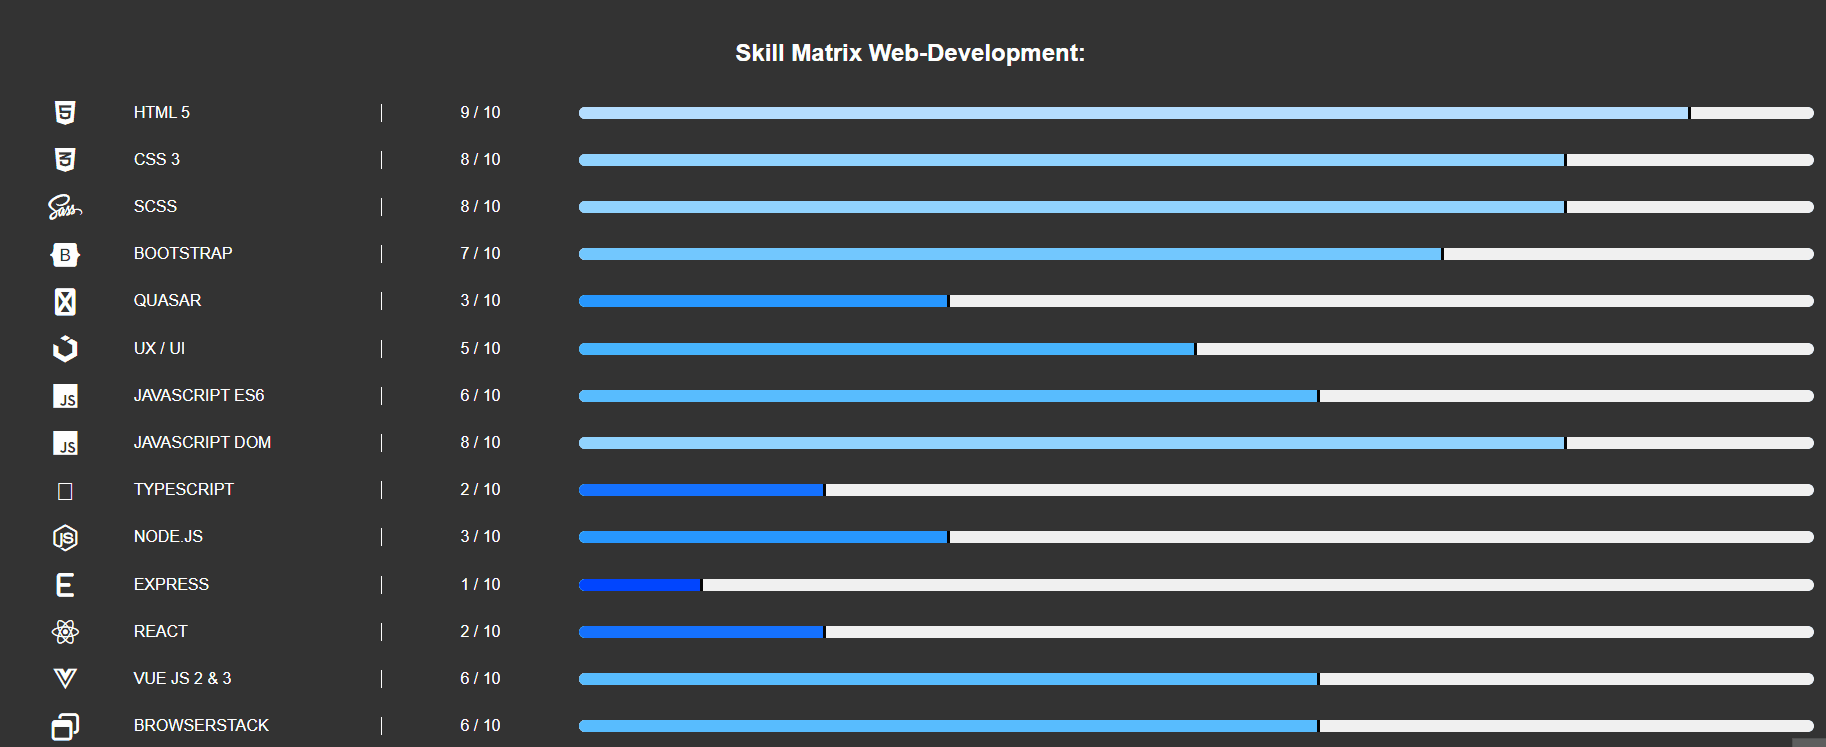 Skill Matrix Web-Development:
HTML 5 | 9 / 10
CSS 3 | 8 / 10
Sass SCSS | 8 / 10
B BOOTSTRAP | 7 / 10
QUASAR | 3 / 10
UX / UI | 5 / 10
JS JAVASCRIPT ES6 | 6 / 10
JS JAVASCRIPT DOM | 8 / 10
TYPESCRIPT | 2 / 10
JS NODE.JS | 3 / 10
E EXPRESS | 1 / 10
REACT | 2 / 10
VUE JS 2 & 3 | 6 / 10
BROWSERSTACK | 6 / 10